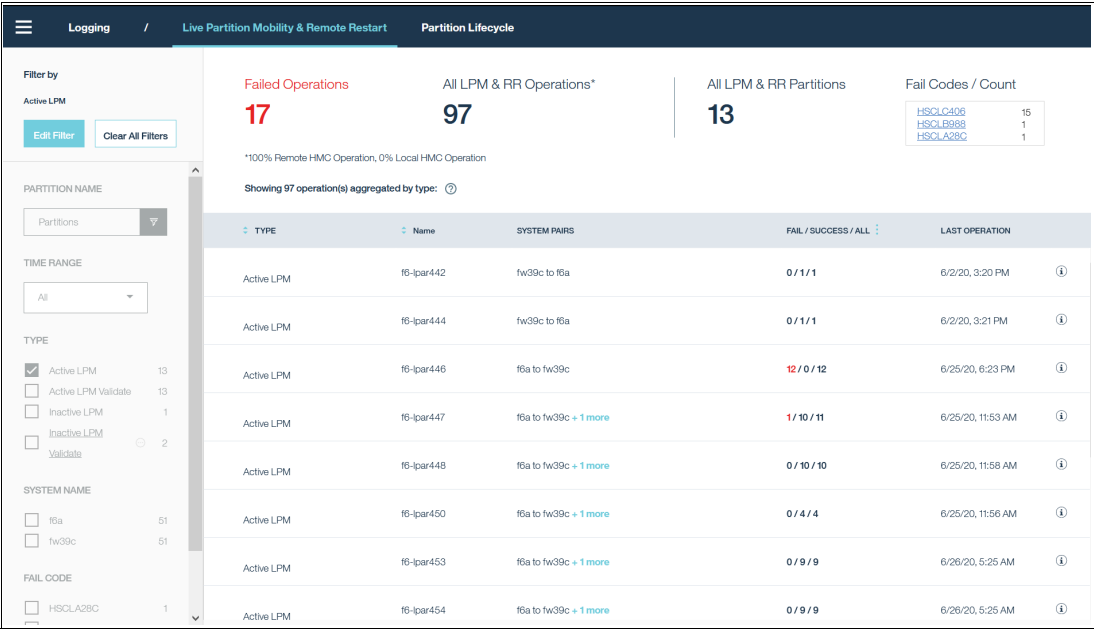 Logging / Live Partition Mobility & Remote Restart Partition Lifecycle
Filter by
Active LPM
Edit Filter Clear All Filters
PARTITION NAME
Partitions
TIME RANGE
All
TYPE
Active LPM 13
Active LPM Validate 13
Inactive LPM 1
Inactive LPM
Validate 2
SYSTEM NAME
f6a 51
fw39c 51
FAIL CODE
HSCLA28C 1
Failed Operations
17
All LPM & RR Operations*
97
All LPM & RR Partitions
13
Fail Codes / Count
HSCLC406 15
HSCLB988 1
HSCLA28C 1
*100% Remote HMC Operation, 0% Local HMC Operation
Showing 97 operation(s) aggregated by type: ?
TYPE Name SYSTEM PAIRS FAIL / SUCCESS / ALL LAST OPERATION
Active LPM f6-lpar442 fw39c to f6a 0 / 1 / 1 6/2/20, 3:20 PM
Active LPM f6-lpar444 fw39c to f6a 0 / 1 / 1 6/2/20, 3:21 PM
Active LPM f6-lpar446 f6a to fw39c 12 / 0 / 12 6/25/20, 6:23 PM
Active LPM f6-lpar447 f6a to fw39c + 1 more 1 / 10 / 11 6/25/20, 11:53 AM
Active LPM f6-lpar448 f6a to fw39c + 1 more 0 / 10 / 10 6/25/20, 11:58 AM
Active LPM f6-lpar450 f6a to fw39c + 1 more 0 / 4 / 4 6/25/20, 11:56 AM
Active LPM f6-lpar453 f6a to fw39c + 1 more 0 / 9 / 9 6/26/20, 5:25 AM
Active LPM f6-lpar454 f6a to fw39c + 1 more 0 / 9 / 9 6/26/20, 5:25 AM